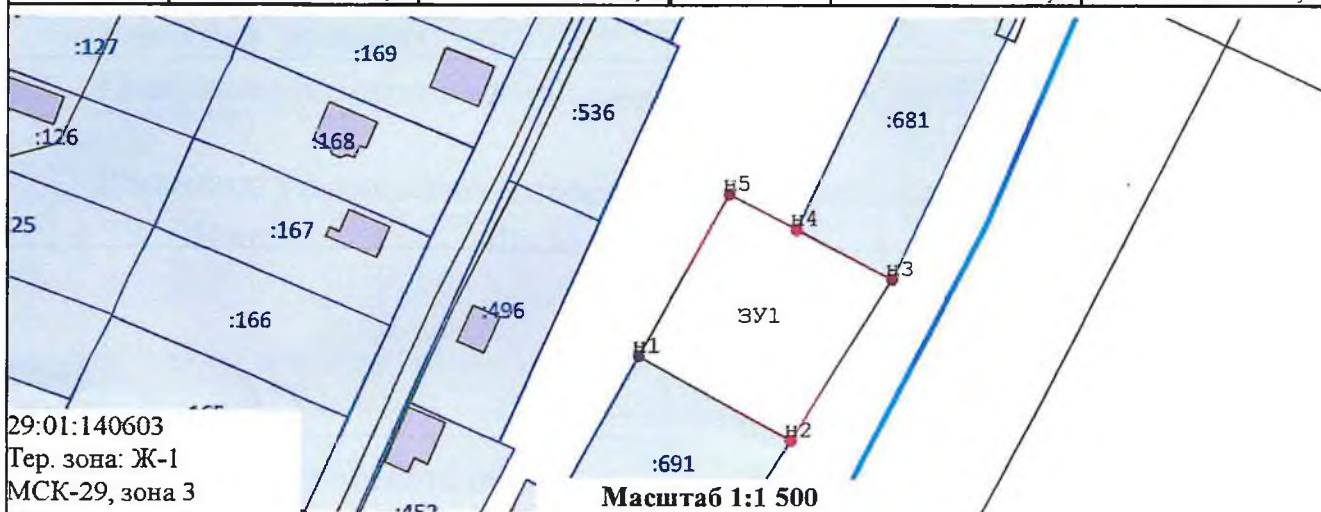 :127
:169
:536
:681
:126
:168
н5
25
:167
н4
н3
:166
:496
ЗУ1
н1
29:01:140603
н2
Тер. зона: Ж-1
:691
МСК-29, зона 3
Масштаб 1:1 500